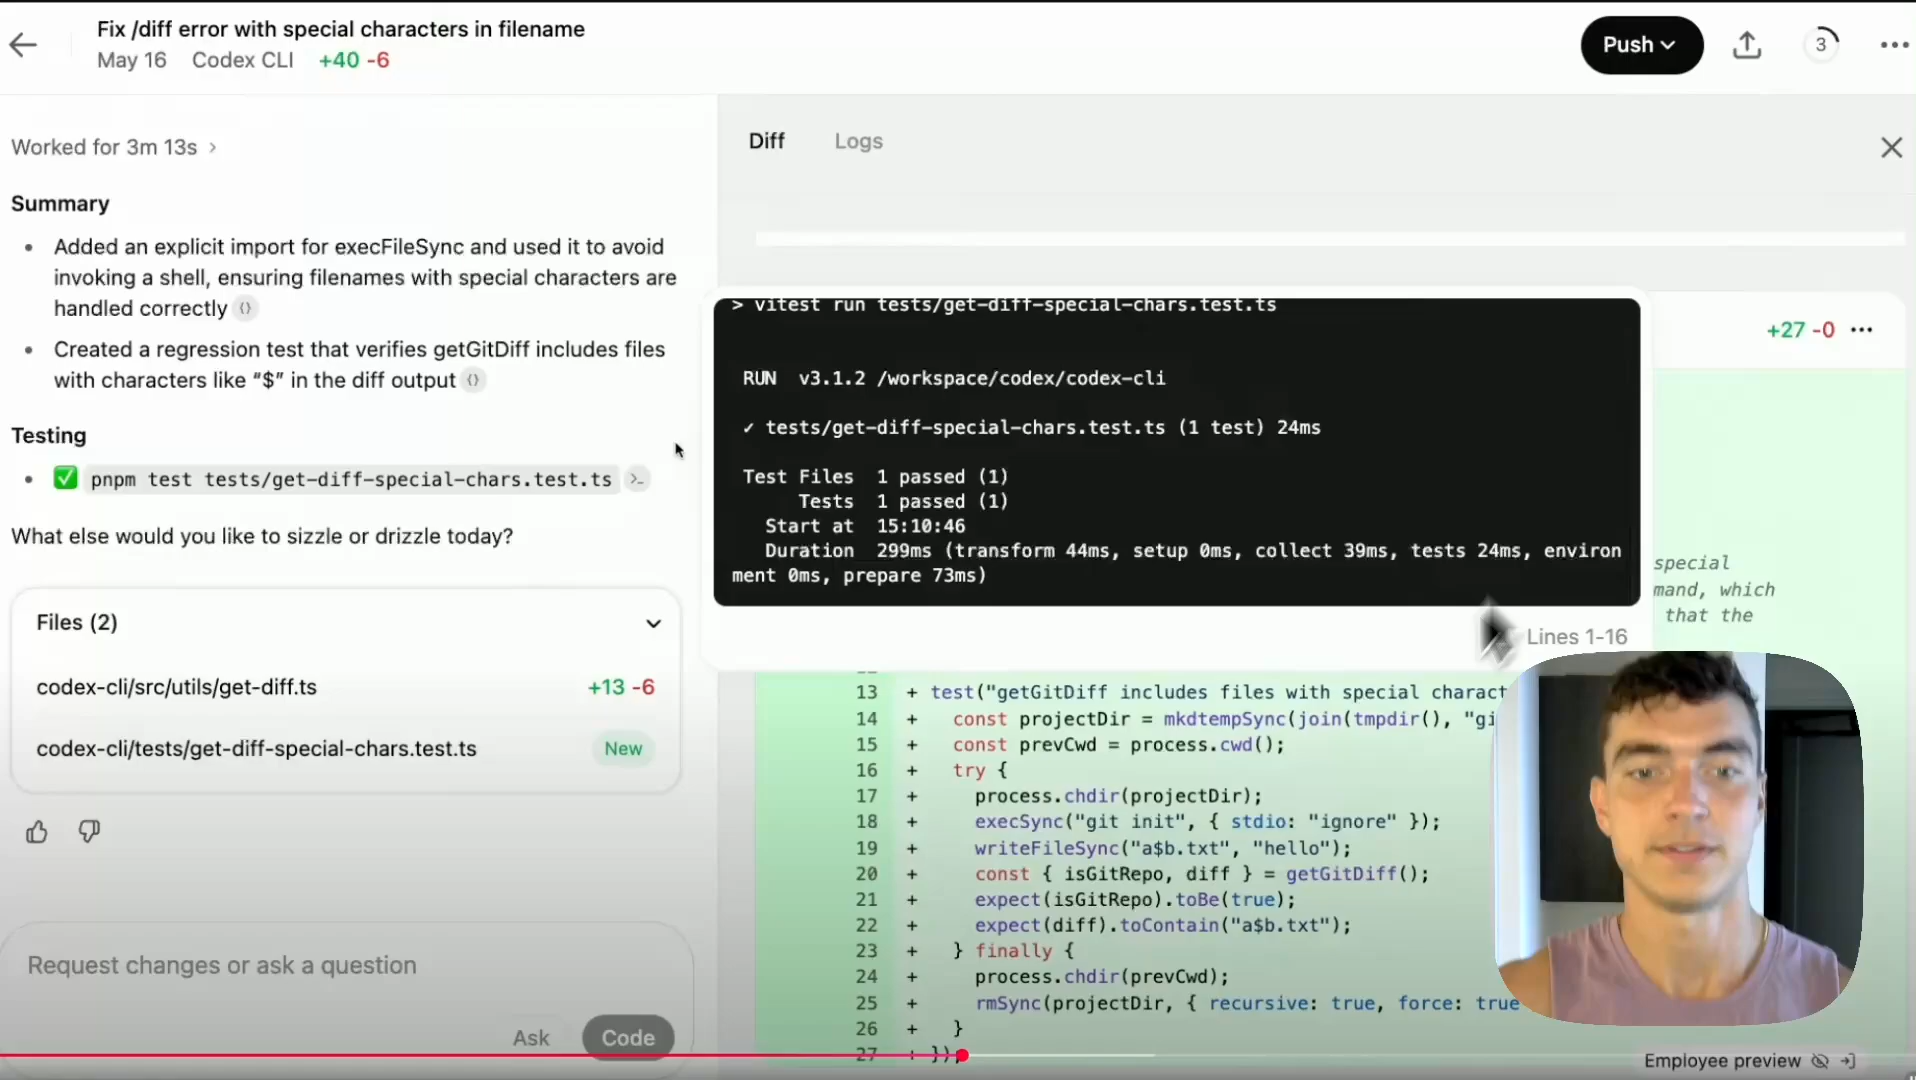 Fix /diff error with special characters in filename
May 16 Codex CLI +40 -6
Push
3
Worked for 3m 13s
Summary
Added an explicit import for execFileSync and used it to avoid
invoking a shell, ensuring filenames with special characters are
handled correctly
Created a regression test that verifies getGitDiff includes files
with characters like “$” in the diff output
Testing
pnpm test tests/get-diff-special-chars.test.ts
What else would you like to sizzle or drizzle today?
Files (2)
codex-cli/src/utils/get-diff.ts +13 -6
codex-cli/tests/get-diff-special-chars.test.ts New
Request changes or ask a question
Ask Code
Diff Logs
+27 -0
> vitest run tests/get-diff-special-chars.test.ts
RUN v3.1.2 /workspace/codex/codex-cli
✓ tests/get-diff-special-chars.test.ts (1 test) 24ms
Test Files 1 passed (1)
Tests 1 passed (1)
Start at 15:10:46
Duration 299ms (transform 44ms, setup 0ms, collect 39ms, tests 24ms, environ
ment 0ms, prepare 73ms)
Lines 1-16
special
mand, which
that the
13 + test("getGitDiff includes files with special charact
14 + const projectDir = mkdtempSync(join(tmpdir(), "gi
15 + const prevCwd = process.cwd();
16 + try {
17 + process.chdir(projectDir);
18 + execSync("git init", { stdio: "ignore" });
19 + writeFileSync("a$b.txt", "hello");
20 + const { isGitRepo, diff } = getGitDiff();
21 + expect(isGitRepo).toBe(true);
22 + expect(diff).toContain("a$b.txt");
23 + } finally {
24 + process.chdir(prevCwd);
25 + rmSync(projectDir, { recursive: true, force: true
26 + }
27 + });
Employee preview